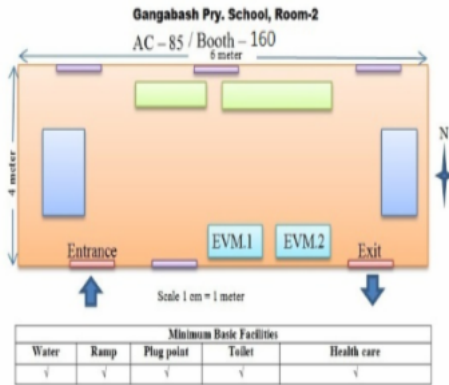 Gangabash Pry. School, Room-2
AC – 85 / Booth – 160
6 meter
4 meter
N
EVM.1 EVM.2
Entrance Exit
Scale 1 cm = 1 meter
Minimum Basic Facilities
Water Ramp Plug point Toilet Health care
√ √ √ √ √